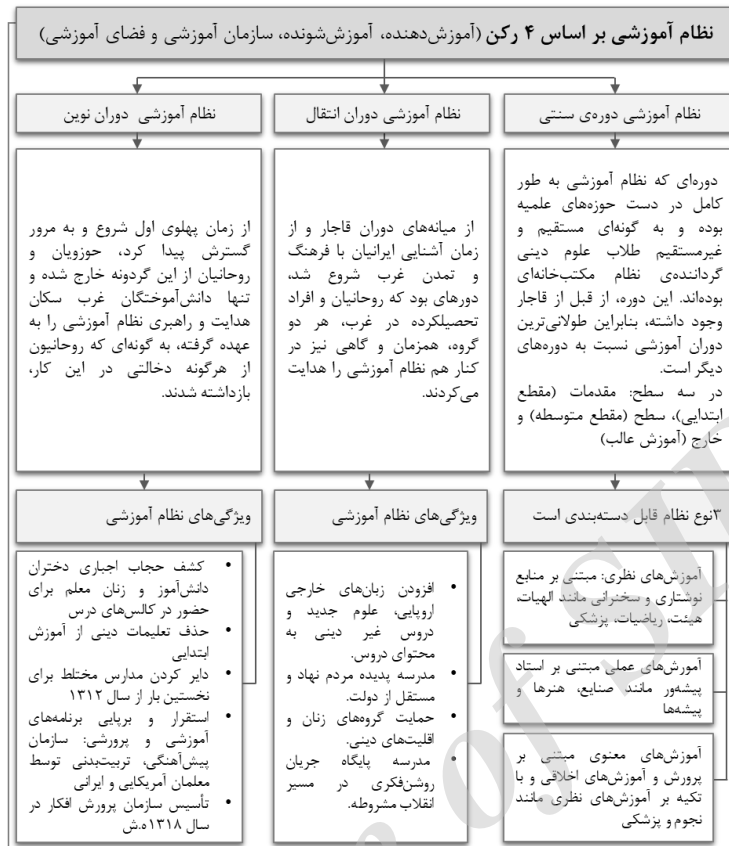 نظام آموزشی بر اساس ۴ رکن (آموزش‌دهنده، آموزش‌شونده، سازمان آموزشی و فضای آموزشی)
نظام آموزشی دوره‌ی سنتی
دوره‌ای که نظام آموزشی به طور
کامل در دست حوزه‌های علمیه
بوده و به گونه‌ای مستقیم و
غیرمستقیم طلاب علوم دینی
گرداننده‌ی نظام مکتب‌خانه‌ای
بوده‌اند. این دوره، از قبل از قاجار
وجود داشته، بنابراین طولانی‌ترین
دوران آموزشی نسبت به دوره‌های
دیگر است.
در سه سطح: مقدمات (مقطع
ابتدایی)، سطح (مقطع متوسطه) و
خارج (آموزش عالب)
۳نوع نظام قابل دسته‌بندی است
آموزش‌های نظری: مبتنی بر منابع
نوشتاری و سخنرانی مانند الهیات،
هیئت، ریاضیات، پزشکی
آمورش‌های عملی مبتنی بر استاد
پیشه‌ور مانند صنایع، هنرها و
پیشه‌ها
آموزش‌های معنوی مبتنی بر
پرورش و آموزش‌های اخلاقی و با
تکیه بر آموزش‌های نظری مانند
نجوم و پزشکی
نظام آموزشی دوران انتقال
از میانه‌های دوران قاجار و از
زمان آشنایی ایرانیان با فرهنگ
و تمدن غرب شروع شد،
دوره‌ای بود که روحانیان و افراد
تحصیلکرده در غرب، هر دو
گروه، همزمان و گاهی نیز در
کنار هم نظام آموزشی را هدایت
می‌کردند.
ویژگی‌های نظام آموزشی
• افزودن زبان‌های خارجی
اروپایی، علوم جدید و
دروس غیر دینی به
محتوای دروس.
• مدرسه پدیده مردم نهاد و
مستقل از دولت.
• حمایت گروه‌های زنان و
اقلیت‌های دینی.
• مدرسه پایگاه جریان
روشن‌فکری در مسیر
انقلاب مشروطه.
نظام آموزشی دوران نوین
از زمان پهلوی اول شروع و به مرور
گسترش پیدا کرد، حوزویان و
روحانیان از این گردونه خارج شده و
تنها دانش‌آموختگان غرب سکان
هدایت و راهبری نظام آموزشی را به
عهده گرفته، به گونه‌ای که روحانیون
از هرگونه دخالتی در این کار،
بازداشته شدند.
ویژگی‌های نظام آموزشی
• کشف حجاب اجباری دختران
دانش‌آموز و زنان معلم برای
حضور در کالس‌های درس
• حذف تعلیمات دینی از آموزش
ابتدایی
• دایر کردن مدارس مختلط برای
نخستین بار از سال ۱۳۱۲
• استقرار و برپایی برنامه‌های
آموزشی و پرورشی: سازمان
پیش‌آهنگی، تربیت‌بدنی توسط
معلمان آمریکایی و ایرانی
• تأسیس سازمان پرورش افکار در
سال ۱۳۱۸ه.ش